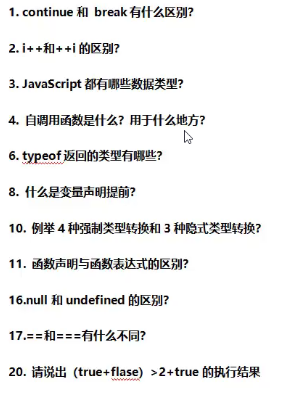 1. continue 和 break有什么区别?
2. i++和++i 的区别?
3. JavaScript 都有哪些数据类型?
4. 自调用函数是什么? 用于什么地方?
6. typeof 返回的类型有哪些?
8. 什么是变量声明提前?
10. 例举 4 种强制类型转换和 3 种隐式类型转换?
11. 函数声明与函数表达式的区别?
16.null 和 undefined 的区别?
17.==和===有什么不同?
20. 请说出（true+flase）>2+true 的执行结果